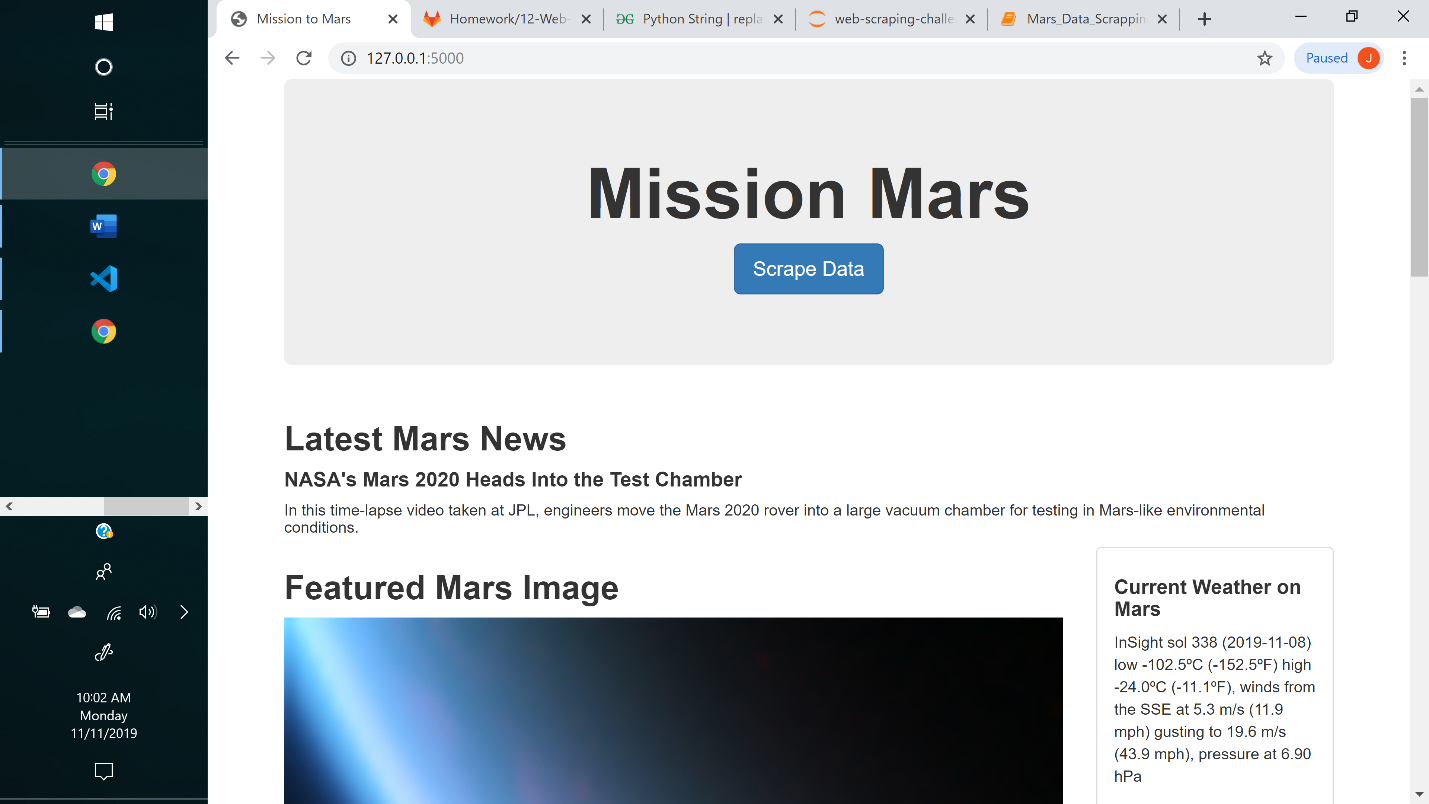 Mission to Mars
Homework/12-Web-
Python String | repla
web-scraping-challe
Mars_Data_Scrappin
127.0.0.1:5000
Paused
J
W
Mission Mars
Scrape Data
Latest Mars News
NASA's Mars 2020 Heads Into the Test Chamber
In this time-lapse video taken at JPL, engineers move the Mars 2020 rover into a large vacuum chamber for testing in Mars-like environmental
conditions.
Featured Mars Image
Current Weather on
Mars
InSight sol 338 (2019-11-08)
low -102.5ºC (-152.5ºF) high
-24.0ºC (-11.1ºF), winds from
the SSE at 5.3 m/s (11.9
mph) gusting to 19.6 m/s
(43.9 mph), pressure at 6.90
hPa
10:02 AM
Monday
11/11/2019